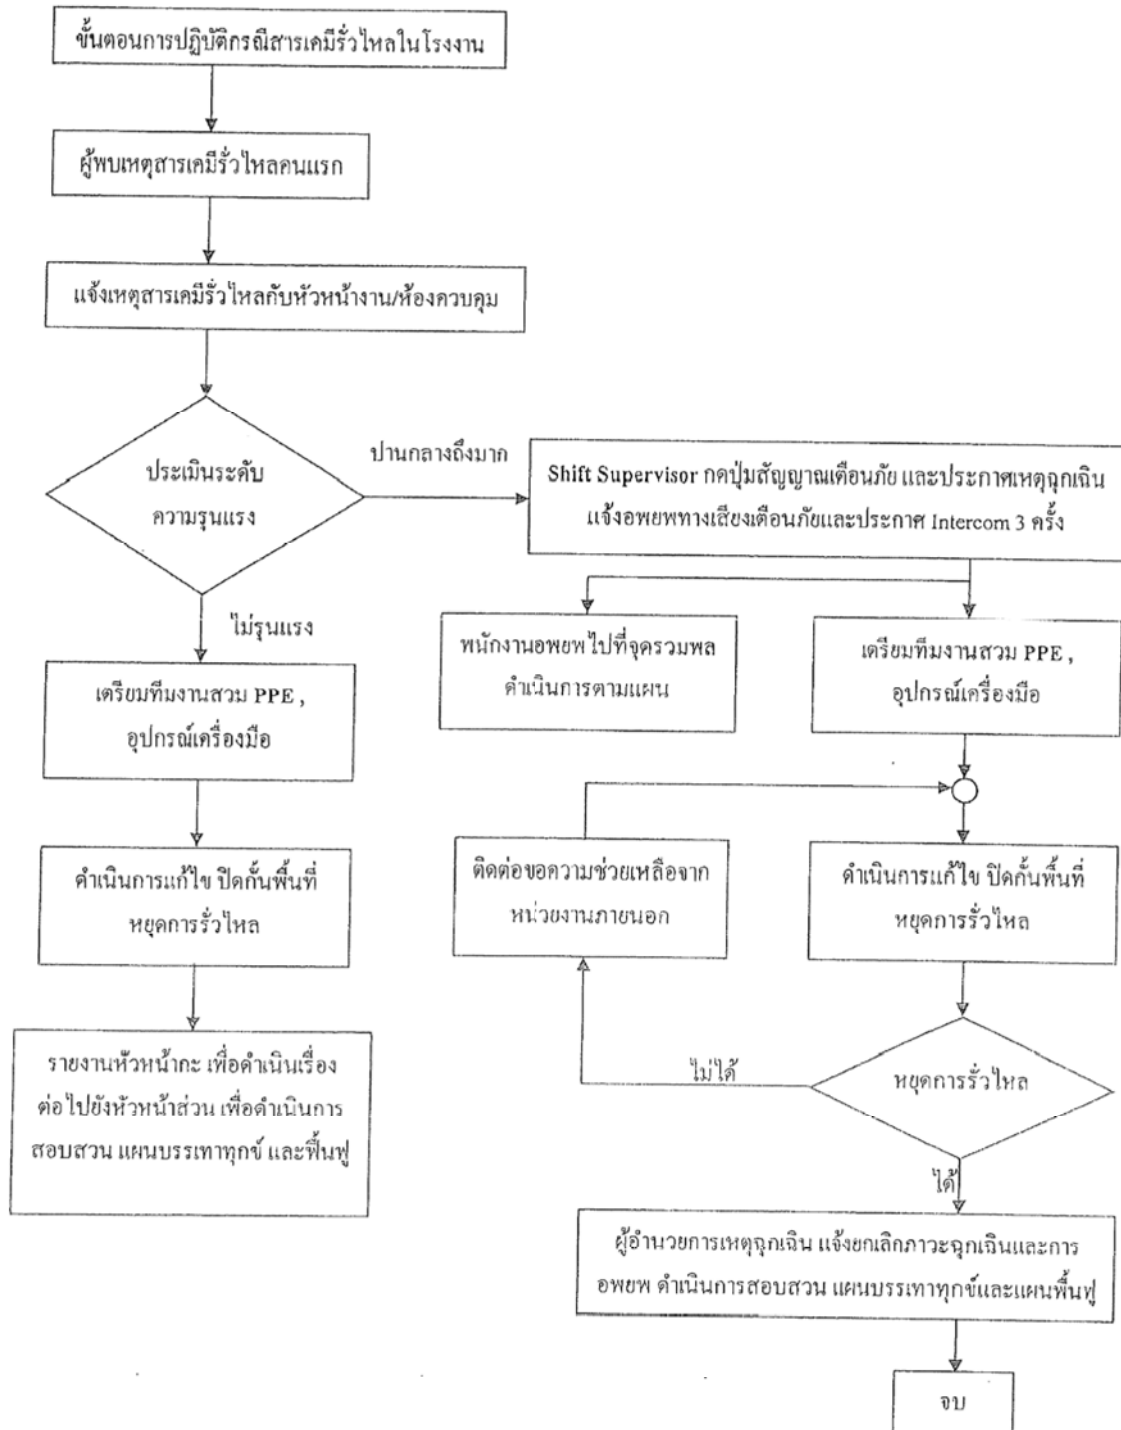 ขั้นตอนการปฏิบัติกรณีสารเคมีรั่วไหลในโรงงาน
ผู้พบเหตุสารเคมีรั่วไหลคนแรก
แจ้งเหตุสารเคมีรั่วไหลกับหัวหน้างาน/ห้องควบคุม
ประเมินระดับ
ความรุนแรง
ปานกลางถึงมาก
Shift Supervisor กดปุ่มสัญญาณเตือนภัย และประกาศเหตุฉุกเฉิน
แจ้งอพยพทางเสียงเตือนภัยและประกาศ Intercom 3 ครั้ง
ไม่รุนแรง
เตรียมทีมงานสวม PPE ,
อุปกรณ์เครื่องมือ
พนักงานอพยพไปที่จุดรวมพล
ดำเนินการตามแผน
เตรียมทีมงานสวม PPE ,
อุปกรณ์เครื่องมือ
ดำเนินการแก้ไข ปิดกั้นพื้นที่
หยุดการรั่วไหล
ติดต่อขอความช่วยเหลือจาก
หน่วยงานภายนอก
ดำเนินการแก้ไข ปิดกั้นพื้นที่
หยุดการรั่วไหล
รายงานหัวหน้ากะ เพื่อดำเนินเรื่อง
ต่อไปยังหัวหน้าส่วน เพื่อดำเนินการ
สอบสวน แผนบรรเทาทุกข์ และฟื้นฟู
ไม่ได้
หยุดการรั่วไหล
ได้
ผู้อำนวยการเหตุฉุกเฉิน แจ้งยกเลิกภาวะฉุกเฉินและการ
อพยพ ดำเนินการสอบสวน แผนบรรเทาทุกข์และแผนฟื้นฟู
จบ